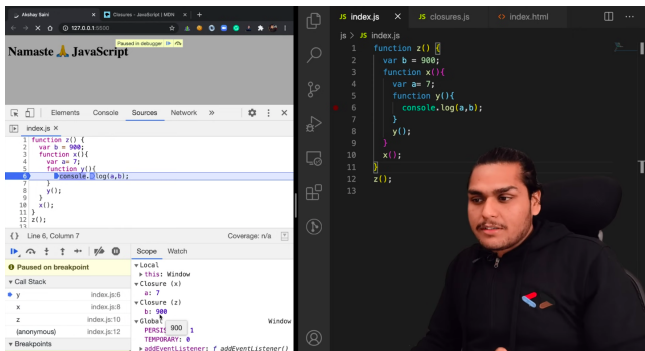 Akshay Saini
Closures - JavaScript | MDN
127.0.0.1:5500
Paused in debugger
Namaste 🙏 JavaScript
Elements Console Sources Network »
index.js ×
1 function z() {
2 var b = 900;
3 function x(){
4 var a= 7;
5 function y(){
6 console.log(a,b);
7 }
8 y();
9 }
10 x();
11 }
12 z();
13
{} Line 6, Column 7 Coverage: n/a
Scope Watch
Paused on breakpoint
Call Stack
y index.js:6
x index.js:8
z index.js:10
(anonymous) index.js:12
Breakpoints
Local
this: Window
Closure (x)
a: 7
Closure (z)
b: 900
Global Window
900
PERSIS 1
TEMPORARY: 0
addEventListener: f addEventListener()
JS index.js × JS closures.js <> index.html
js > JS index.js
1 function z() {
2 var b = 900;
3 function x(){
4 var a= 7;
5 function y(){
6 console.log(a,b);
7 }
8 y();
9 }
10 x();
11 }
12 z();
13